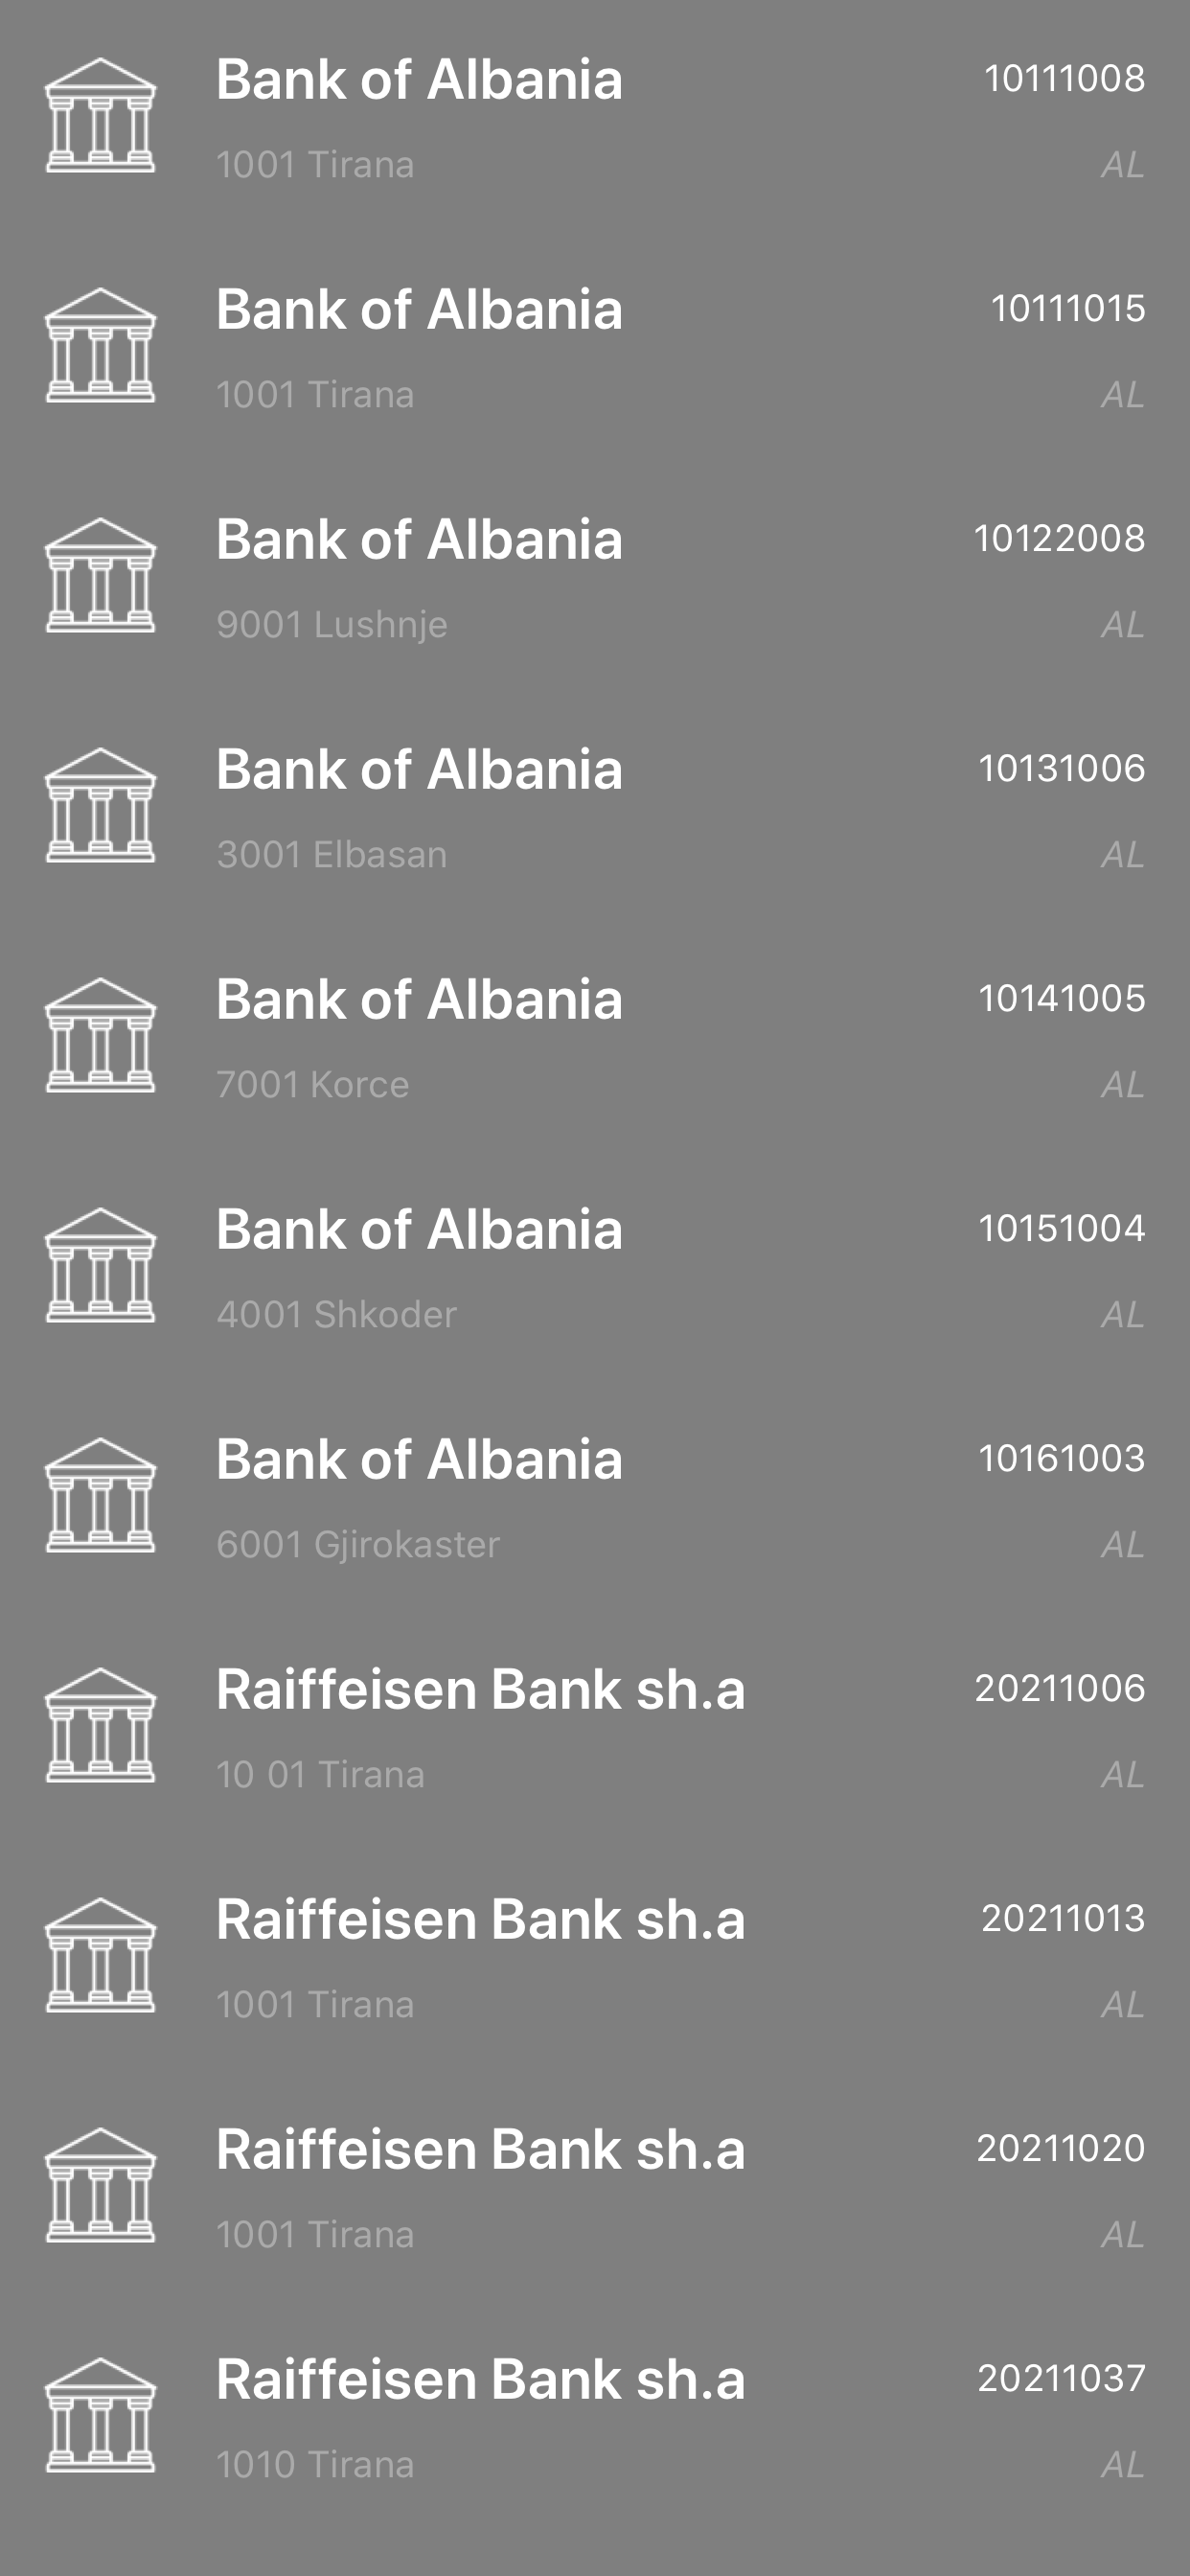 Bank of Albania 10111008
1001 Tirana AL
Bank of Albania 10111015
1001 Tirana AL
Bank of Albania 10122008
9001 Lushnje AL
Bank of Albania 10131006
3001 Elbasan AL
Bank of Albania 10141005
7001 Korce AL
Bank of Albania 10151004
4001 Shkoder AL
Bank of Albania 10161003
6001 Gjirokaster AL
Raiffeisen Bank sh.a 20211006
10 01 Tirana AL
Raiffeisen Bank sh.a 20211013
1001 Tirana AL
Raiffeisen Bank sh.a 20211020
1001 Tirana AL
Raiffeisen Bank sh.a 20211037
1010 Tirana AL